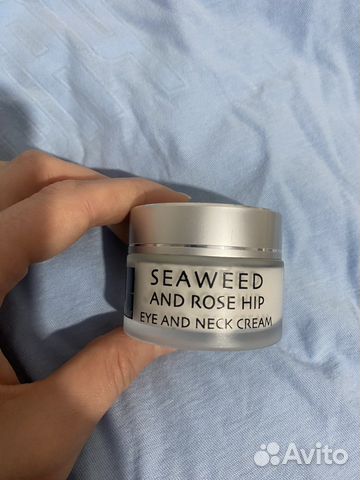 SEAWEED
AND ROSE HIP
EYE AND NECK CREAM
Avito